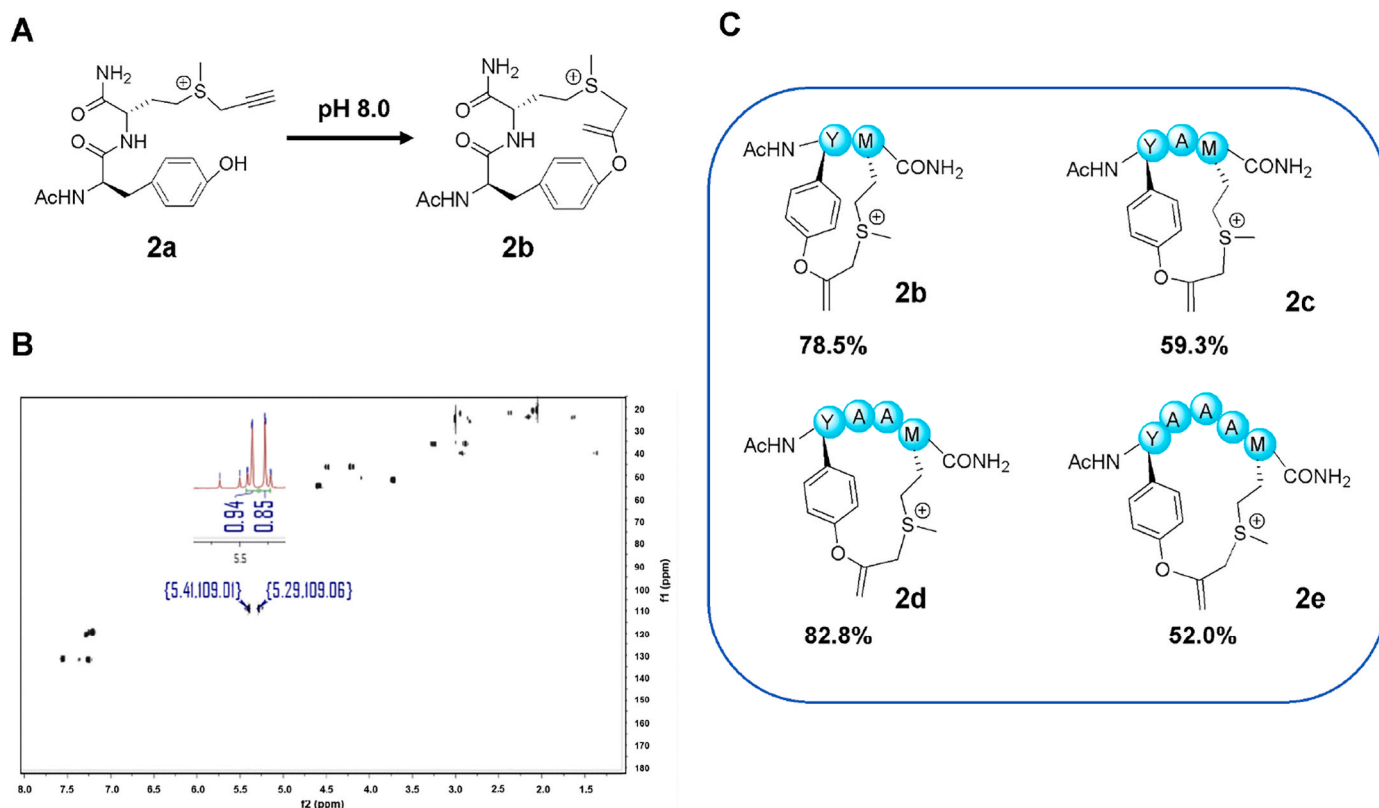 A
NH₂
O
NH
O
AcHN
S
⊕
OH
2a
pH 8.0
NH₂
O
NH
O
AcHN
S
⊕
O
2b
B
0.94
0.85
5.5
{5.41,109.01}
{5.29,109.06}
8.0 7.5 7.0 6.5 6.0 5.5 5.0 4.5 4.0 3.5 3.0 2.5 2.0 1.5
f2 (ppm)
20
30
40
50
60
70
80
90
100
110
120
130
140
150
160
170
180
f1 (ppm)
C
AcHN Y M CONH₂
S
⊕
O
2b
78.5%
AcHN Y A M CONH₂
S
⊕
O
2c
59.3%
AcHN Y A A M CONH₂
S
⊕
O
2d
82.8%
AcHN Y A A A M CONH₂
S
⊕
O
2e
52.0%